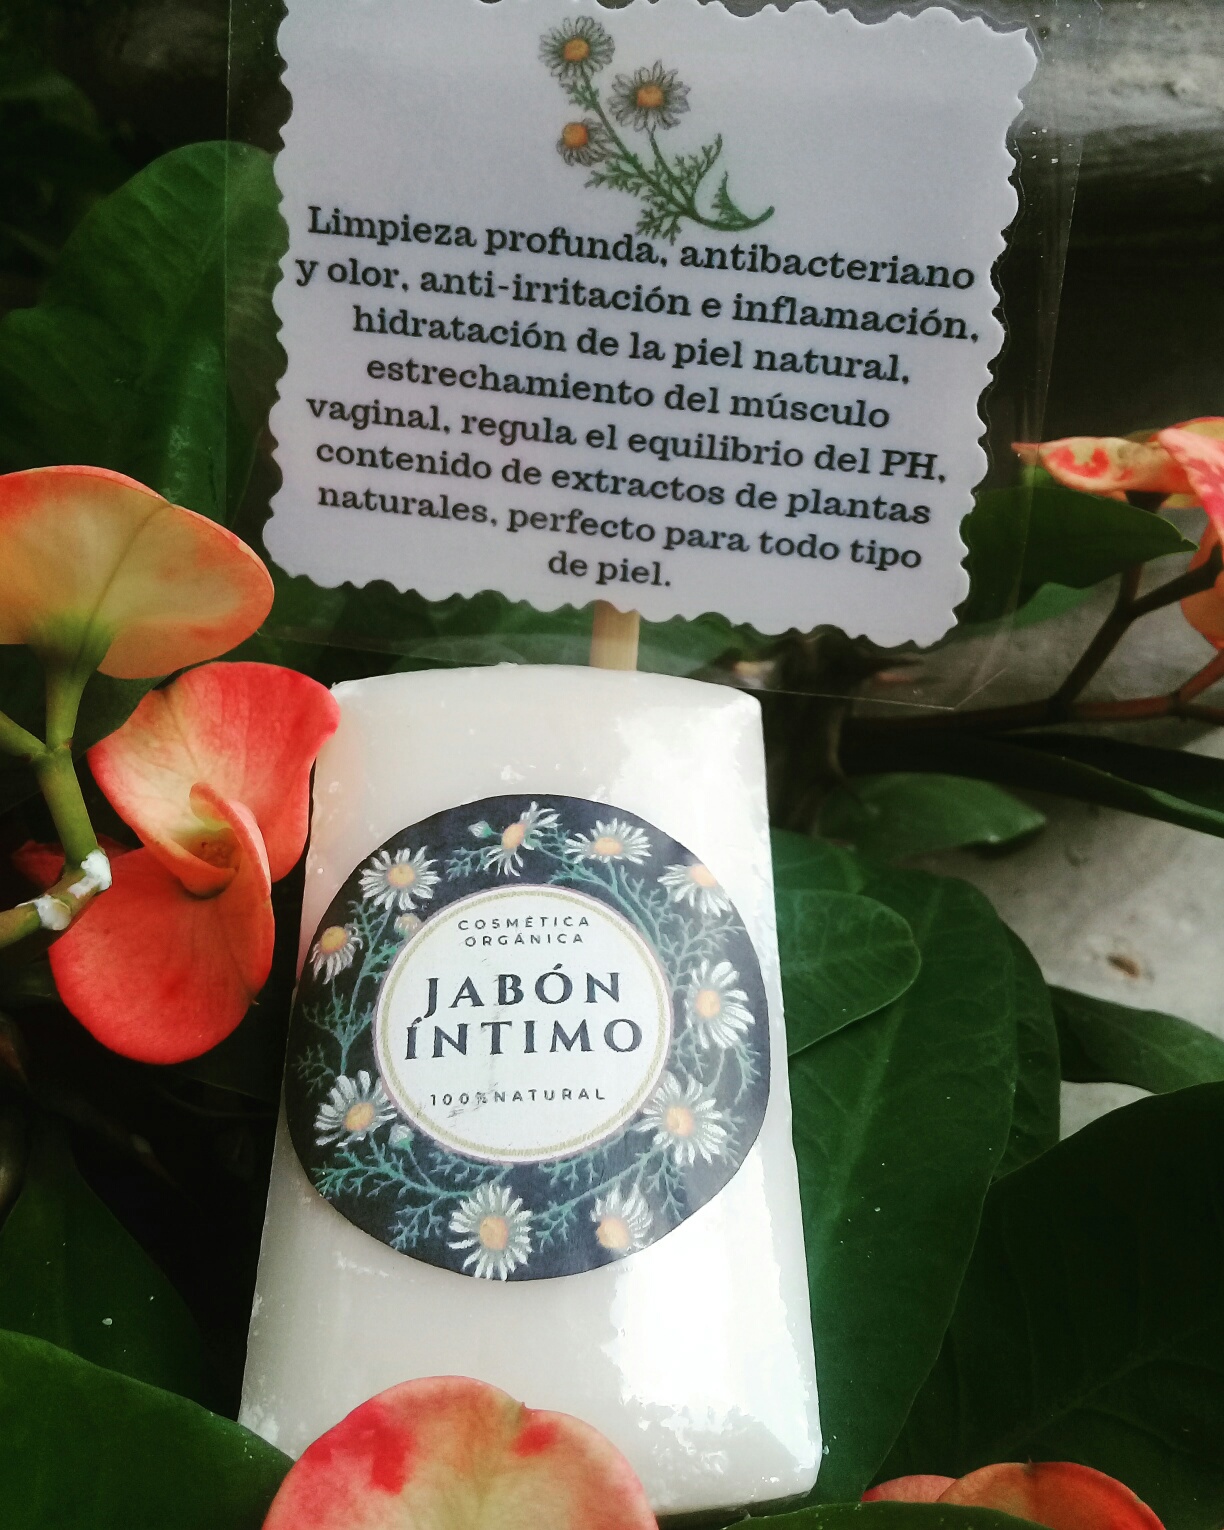 Limpieza profunda, antibacteriano
y olor, anti-irritación e inflamación,
hidratación de la piel natural,
estrechamiento del músculo
vaginal, regula el equilibrio del PH,
contenido de extractos de plantas
naturales, perfecto para todo tipo
de piel.
COSMÉTICA
ORGÁNICA
JABÓN
ÍNTIMO
100%NATURAL